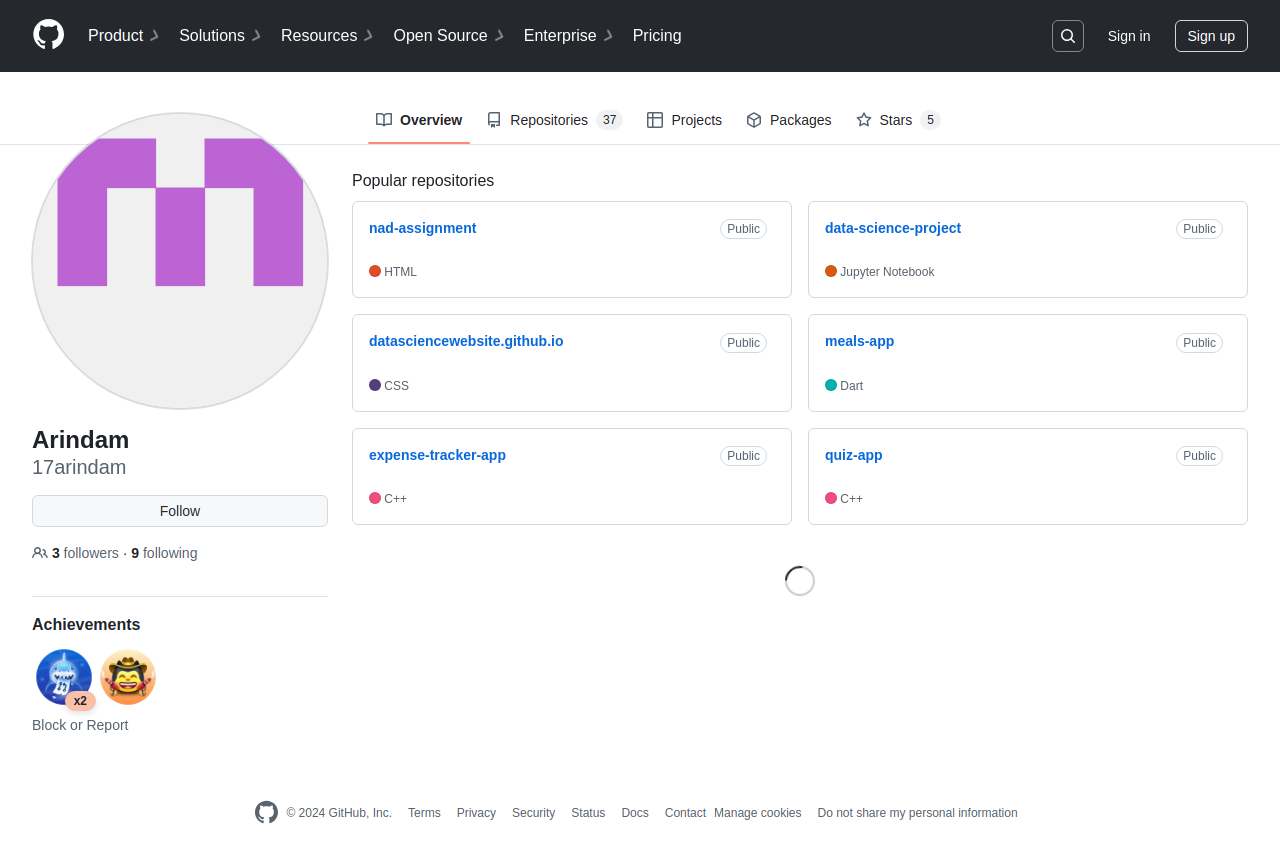 Product Solutions Resources Open Source Enterprise Pricing Sign in Sign up
Overview Repositories 37 Projects Packages Stars 5
Popular repositories
nad-assignment Public
HTML
data-science-project Public
Jupyter Notebook
datasciencewebsite.github.io Public
CSS
meals-app Public
Dart
expense-tracker-app Public
C++
quiz-app Public
C++
Arindam
17arindam
Follow
3 followers · 9 following
Achievements
x2
Block or Report
© 2024 GitHub, Inc. Terms Privacy Security Status Docs Contact Manage cookies Do not share my personal information